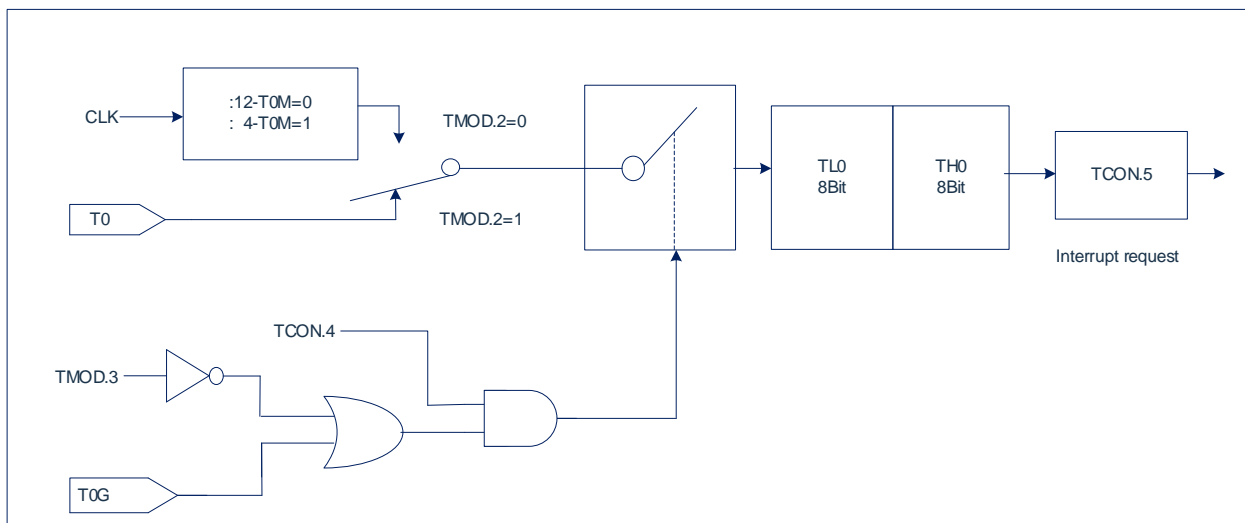 :12-T0M=0
: 4-T0M=1
CLK
TMOD.2=0
T0
TMOD.2=1
TL0
8Bit
TH0
8Bit
TCON.5
Interrupt request
TCON.4
TMOD.3
T0G